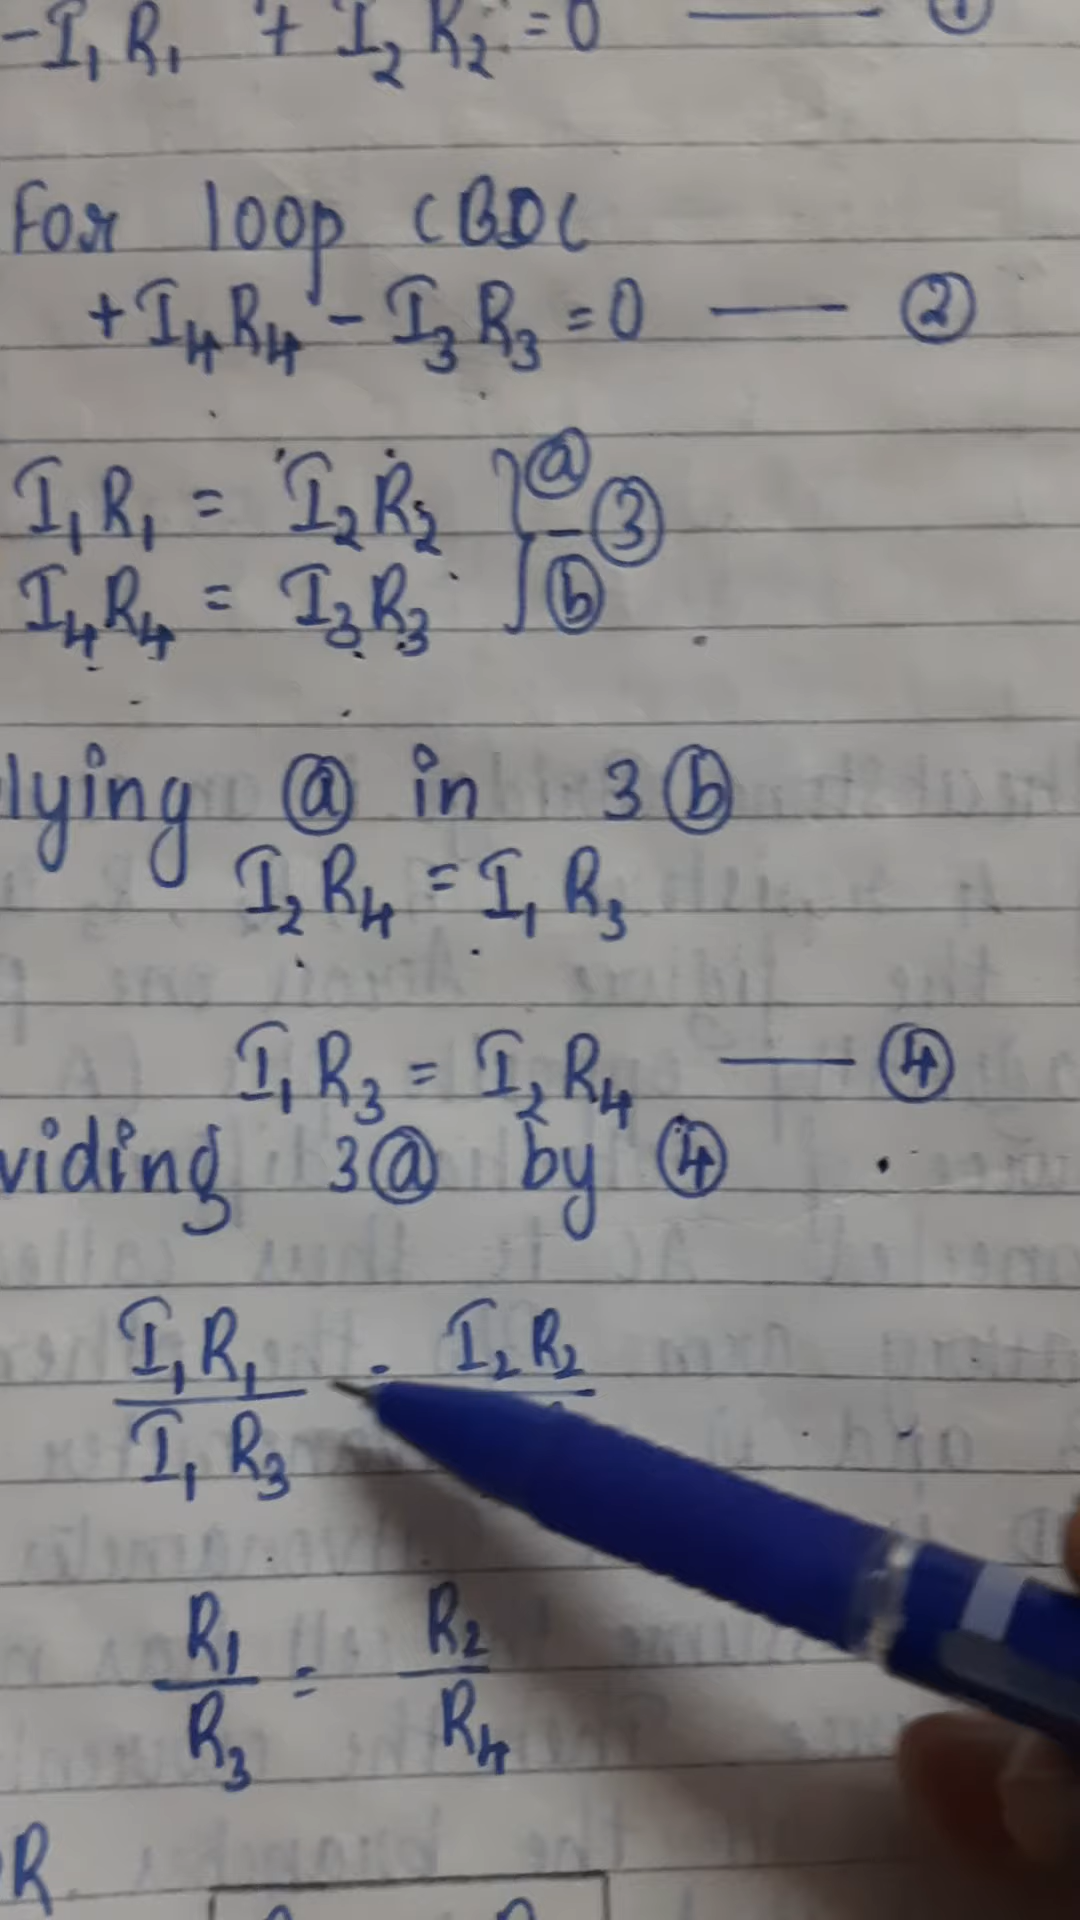 -I₁R₁ + I₂R₂ = 0 —— ①
For loop CBDC
+I₄R₄ - I₃R₃ = 0 —— ②
I₁R₁ = I₂R₂ } ⓐ
— ③
I₄R₄ = I₃R₃ ⓑ
lying ⓐ in 3 ⓑ
I₂R₄ = I₁R₃
I₁R₃ = I₂R₄ —— ④
viding 3ⓐ by ④
I₁R₁ = I₂R₂
I₁R₃
R₁ = R₂
R₃ R₄
R